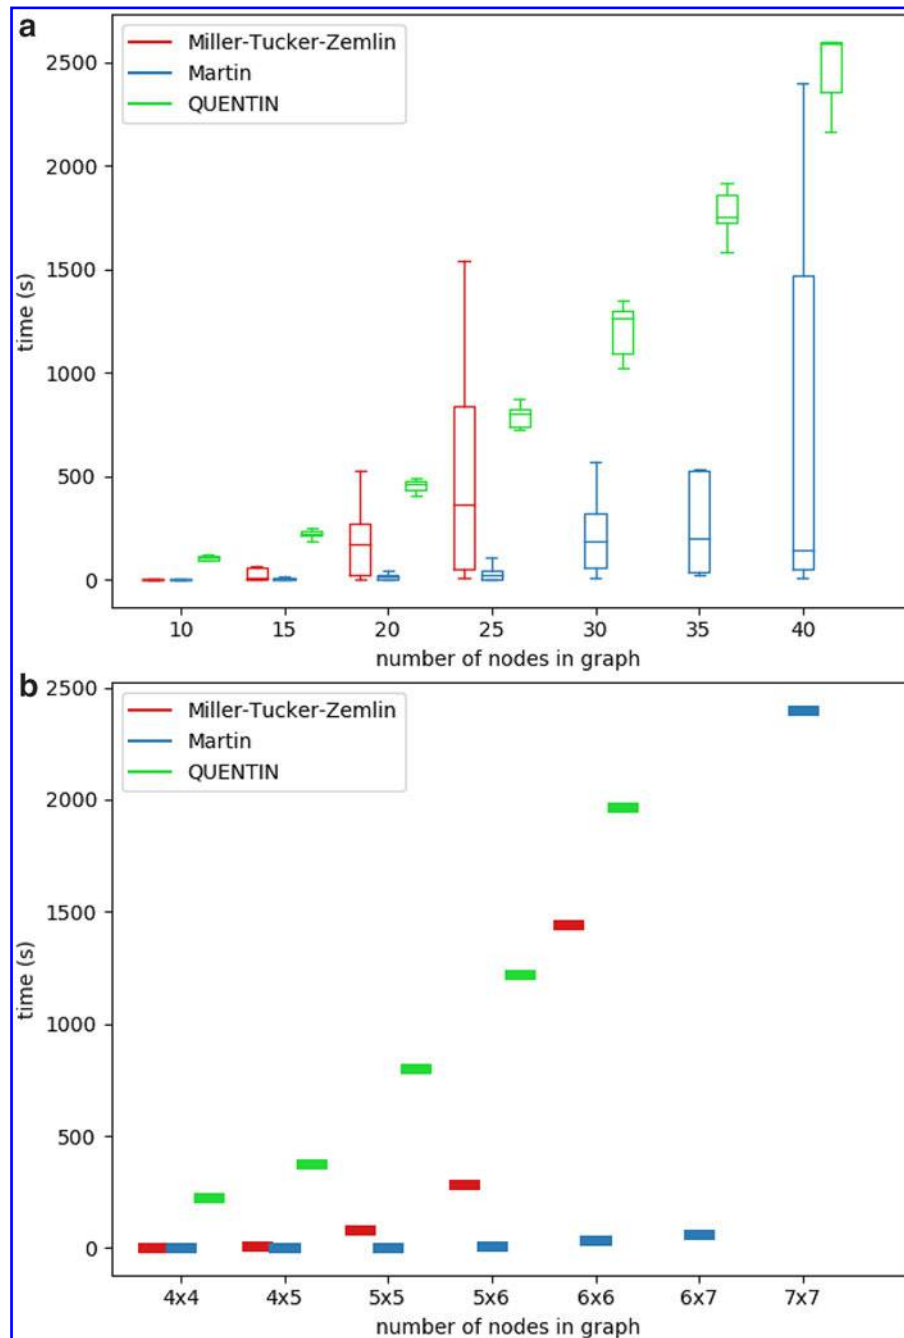 a
Miller-Tucker-Zemlin
Martin
QUENTIN
2500
2000
1500
1000
500
0
time (s)
10 15 20 25 30 35 40
number of nodes in graph
b
Miller-Tucker-Zemlin
Martin
QUENTIN
2500
2000
1500
1000
500
0
time (s)
4x4 4x5 5x5 5x6 6x6 6x7 7x7
number of nodes in graph